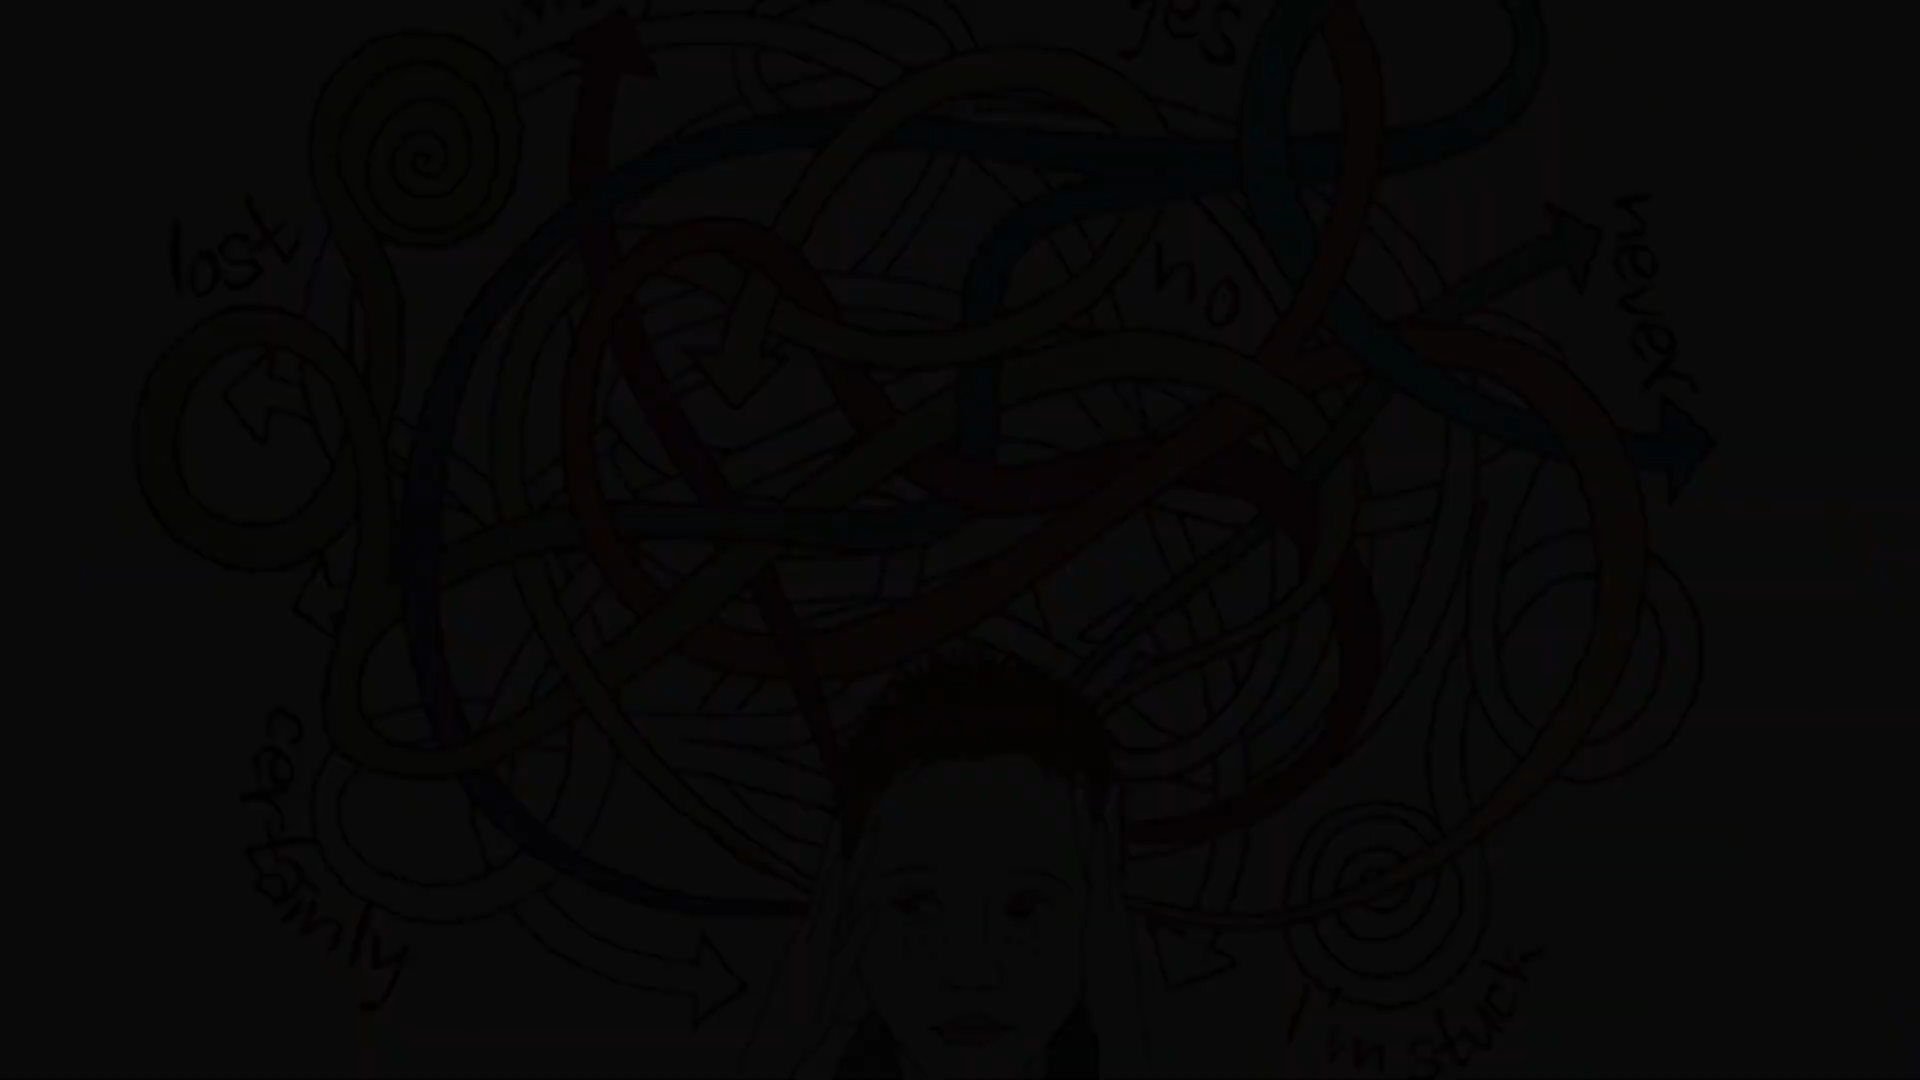 yes
lost
no
never
certainly
I'm stuck